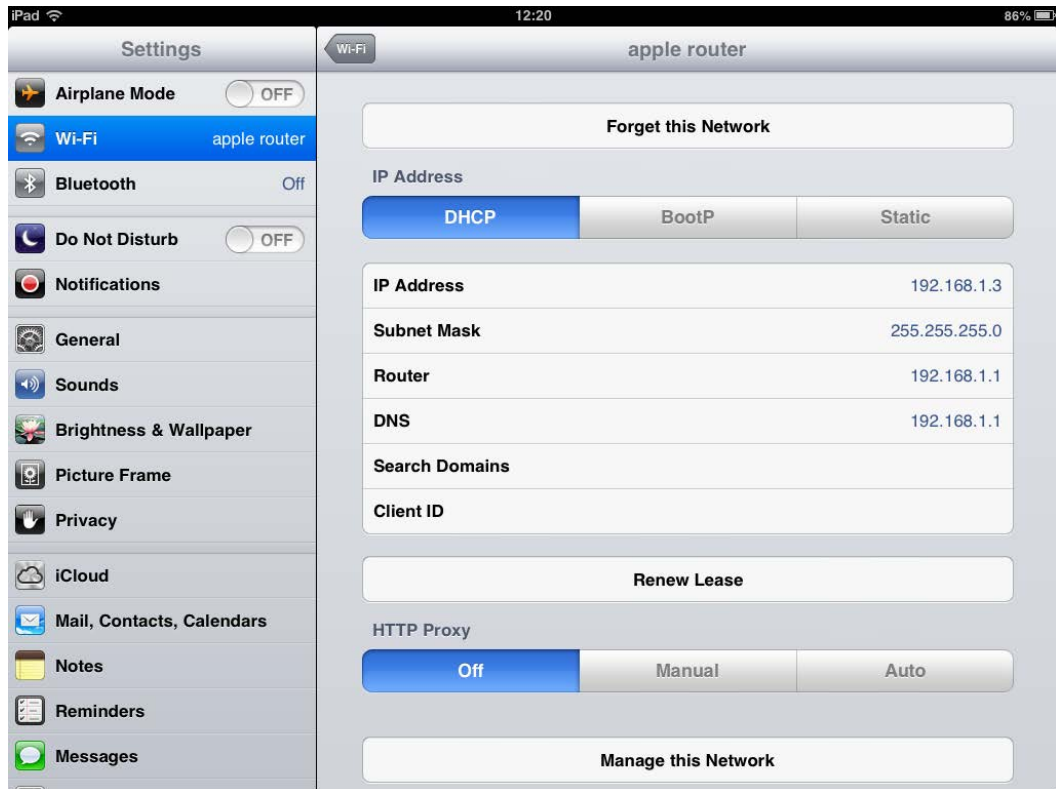 iPad 12:20 86%
Settings
Airplane Mode OFF
Wi-Fi apple router
Bluetooth Off
Do Not Disturb OFF
Notifications
General
Sounds
Brightness & Wallpaper
Picture Frame
Privacy
iCloud
Mail, Contacts, Calendars
Notes
Reminders
Messages
Wi-Fi apple router
Forget this Network
IP Address
DHCP BootP Static
IP Address 192.168.1.3
Subnet Mask 255.255.255.0
Router 192.168.1.1
DNS 192.168.1.1
Search Domains
Client ID
Renew Lease
HTTP Proxy
Off Manual Auto
Manage this Network